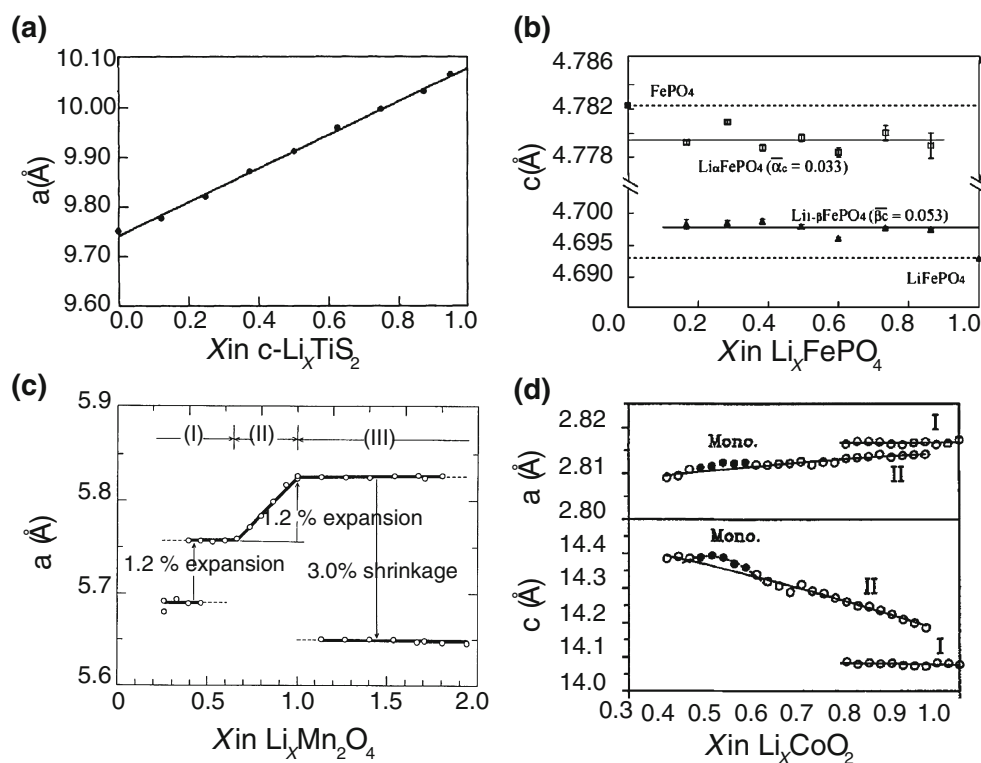 (a)
10.10
10.00
9.90
9.80
9.70
9.60
a(Å)
0.0 0.2 0.4 0.6 0.8 1.0
X in c-LiXTiS2
(b)
4.786
4.782
4.778
4.700
4.695
4.690
c(Å)
FePO4
LiαFePO4 (αc = 0.033)
Li1-βFePO4 (βc = 0.053)
LiFePO4
0.0 0.2 0.4 0.6 0.8 1.0
X in LiXFePO4
(c)
5.9
5.8
5.7
5.6
a (Å)
(I) (II) (III)
1.2 % expansion
1.2 % expansion
3.0% shrinkage
0 0.5 1.0 1.5 2.0
X in LiXMn2O4
(d)
2.82
2.81
2.80
a (Å)
Mono.
I
II
14.4
14.3
14.2
14.1
14.0
c (Å)
Mono.
II
I
0.3 0.4 0.5 0.6 0.7 0.8 0.9 1.0
X in LiXCoO2